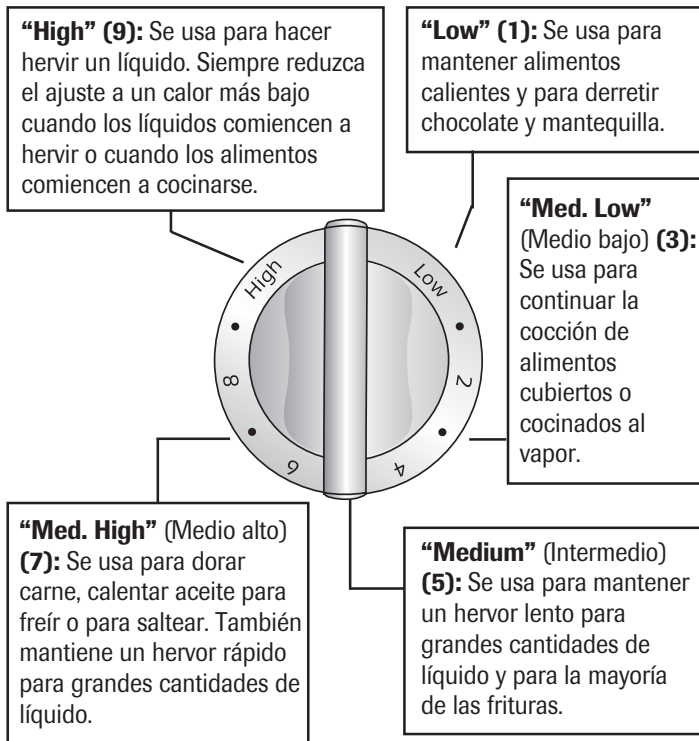 “High” (9): Se usa para hacer
hervir un líquido. Siempre reduzca
el ajuste a un calor más bajo
cuando los líquidos comiencen a
hervir o cuando los alimentos
comiencen a cocinarse.
“Low” (1): Se usa para
mantener alimentos
calientes y para derretir
chocolate y mantequilla.
“Med. Low”
(Medio bajo) (3):
Se usa para
continuar la
cocción de
alimentos
cubiertos o
cocinados al
vapor.
High
Low
8
2
6
4
“Med. High” (Medio alto)
(7): Se usa para dorar
carne, calentar aceite para
freír o para saltear. También
mantiene un hervor rápido
para grandes cantidades de
líquido.
“Medium” (Intermedio)
(5): Se usa para mantener
un hervor lento para
grandes cantidades de
líquido y para la mayoría
de las frituras.